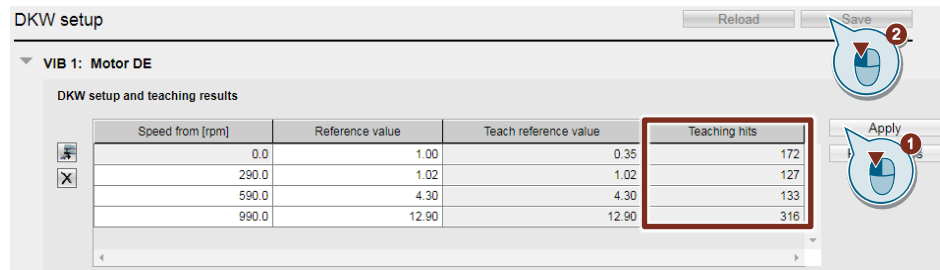 DKW setup
Reload
Save
2
VIB 1: Motor DE
DKW setup and teaching results
Speed from [rpm] Reference value Teach reference value Teaching hits
Apply
1
0.0 1.00 0.35 172
290.0 1.02 1.02 127
590.0 4.30 4.30 133
990.0 12.90 12.90 316